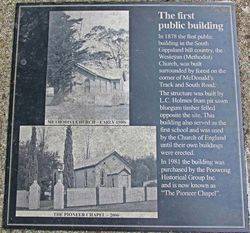 The first
public building
In 1878 the first public
building in the South
Gippsland hill country, the
Wesleyan (Methodist)
Church, was built
surrounded by forest on the
corner of McDonald's
Track and South Road.
The structure was built by
L.C. Holmes from pit sawn
bluegum timber felled
opposite the site. This
building also served as the
first school and was used
by the Church of England
until their own buildings
were erected.
In 1981 the building was
purchased by the Poowong
Historical Group Inc.
and is now known as
"The Pioneer Chapel".
METHODIST CHURCH - EARLY 1900s
THE PIONEER CHAPEL - 2006